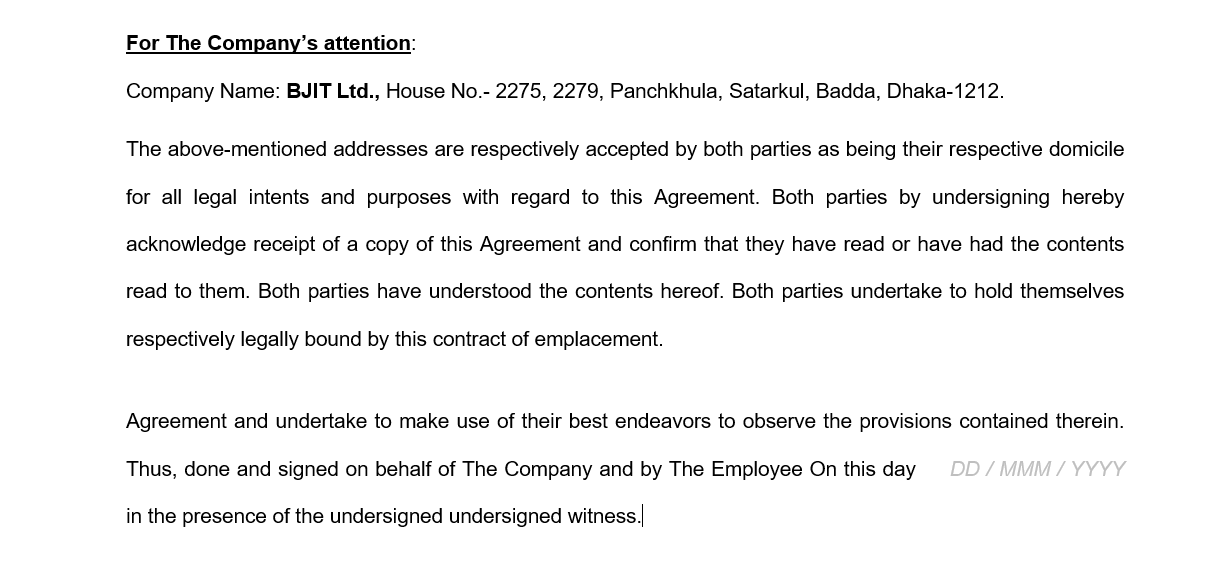 For The Company’s attention:
Company Name: BJIT Ltd., House No.- 2275, 2279, Panchkhula, Satarkul, Badda, Dhaka-1212.
The above-mentioned addresses are respectively accepted by both parties as being their respective domicile
for all legal intents and purposes with regard to this Agreement. Both parties by undersigning hereby
acknowledge receipt of a copy of this Agreement and confirm that they have read or have had the contents
read to them. Both parties have understood the contents hereof. Both parties undertake to hold themselves
respectively legally bound by this contract of emplacement.
Agreement and undertake to make use of their best endeavors to observe the provisions contained therein.
Thus, done and signed on behalf of The Company and by The Employee On this day DD / MMM / YYYY
in the presence of the undersigned undersigned witness.